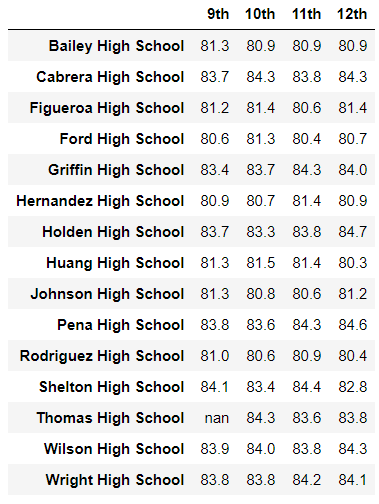 9th 10th 11th 12th
Bailey High School 81.3 80.9 80.9 80.9
Cabrera High School 83.7 84.3 83.8 84.3
Figueroa High School 81.2 81.4 80.6 81.4
Ford High School 80.6 81.3 80.4 80.7
Griffin High School 83.4 83.7 84.3 84.0
Hernandez High School 80.9 80.7 81.4 80.9
Holden High School 83.7 83.3 83.8 84.7
Huang High School 81.3 81.5 81.4 80.3
Johnson High School 81.3 80.8 80.6 81.2
Pena High School 83.8 83.6 84.3 84.6
Rodriguez High School 81.0 80.6 80.9 80.4
Shelton High School 84.1 83.4 84.4 82.8
Thomas High School nan 84.3 83.6 83.8
Wilson High School 83.9 84.0 83.8 84.3
Wright High School 83.8 83.8 84.2 84.1